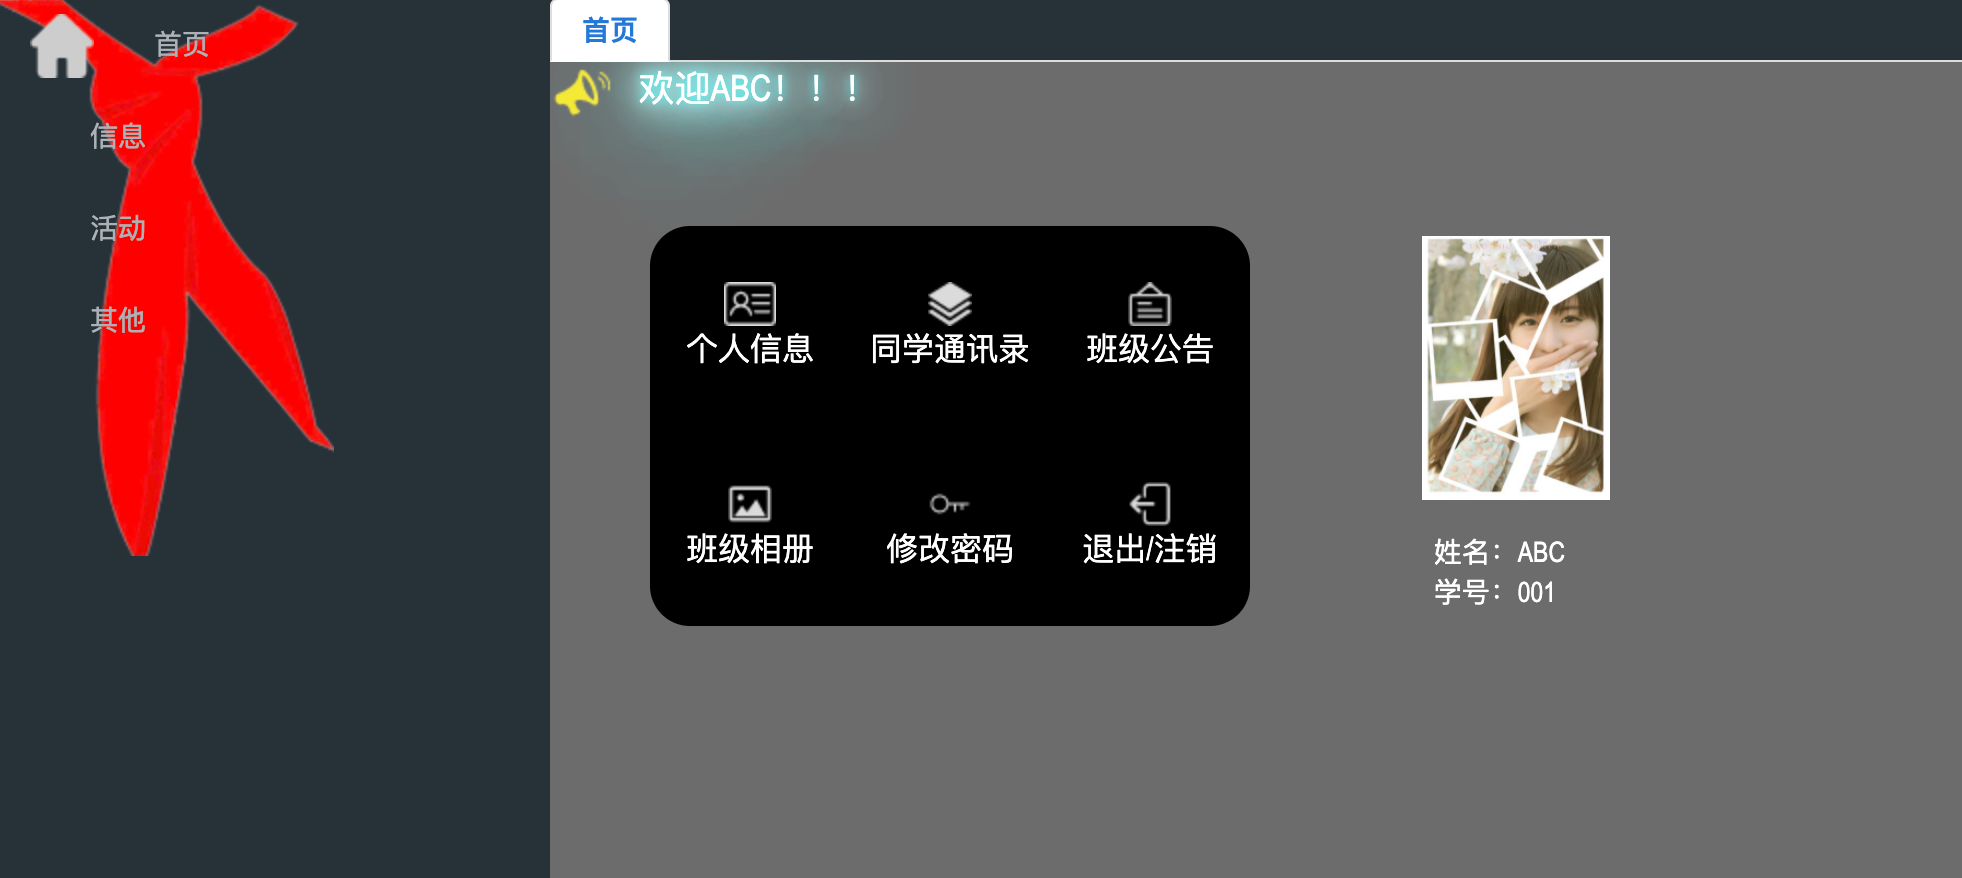 首页
信息
活动
其他
首页
欢迎ABC！！！
个人信息
同学通讯录
班级公告
班级相册
修改密码
退出/注销
姓名：ABC
学号：001